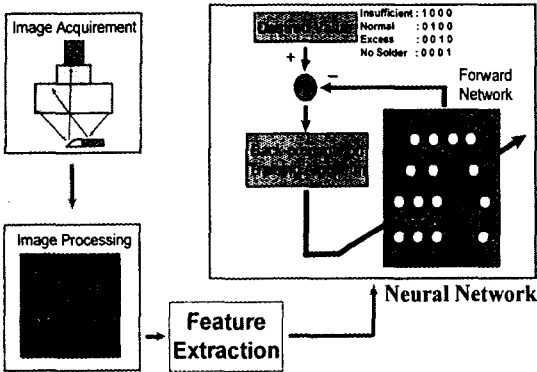 Image Acquirement
Insufficient : 1 0 0 0
Normal : 0 1 0 0
Excess : 0 0 1 0
No Solder : 0 0 0 1
+
−
Forward
Network
Image Processing
Neural Network
Feature
Extraction